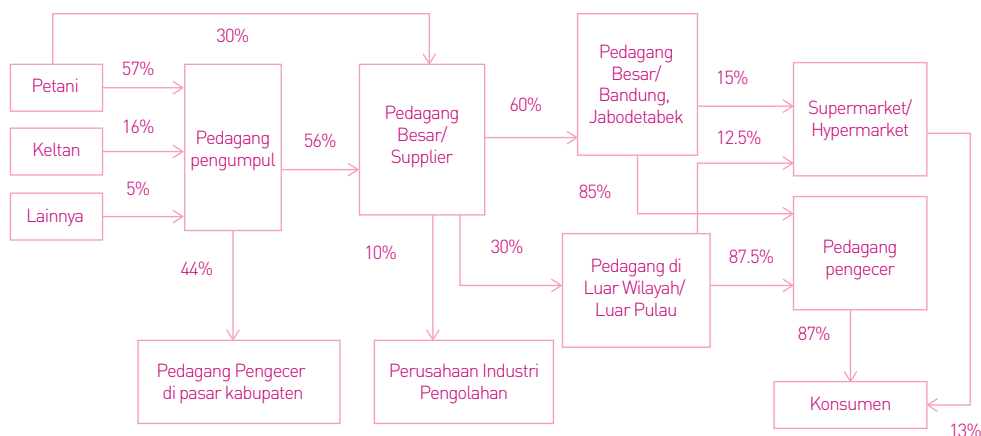 30%
Petani
57%
Keltan
16%
Lainnya
5%
Pedagang
pengumpul
56%
44%
Pedagang Pengecer
di pasar kabupaten
Pedagang
Besar/
Supplier
60%
10%
30%
Perusahaan Industri
Pengolahan
Pedagang
Besar/
Bandung,
Jabodetabek
15%
12.5%
85%
Pedagang di
Luar Wilayah/
Luar Pulau
87.5%
Supermarket/
Hypermarket
Pedagang
pengecer
87%
Konsumen
13%